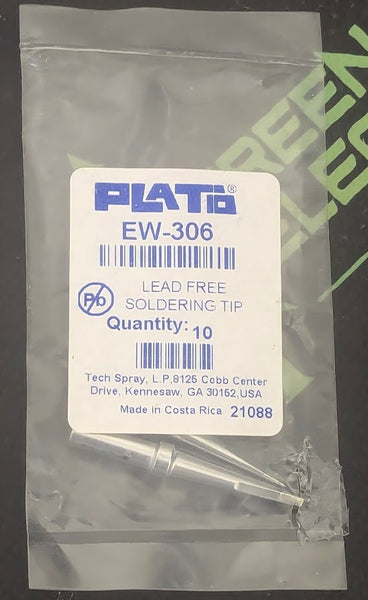 PLATO®
EW-306
Pb
LEAD FREE
SOLDERING TIP
Quantity: 10
Tech Spray, L.P,8125 Cobb Center
Drive, Kennesaw, GA 30152,USA
Made in Costa Rica 21088